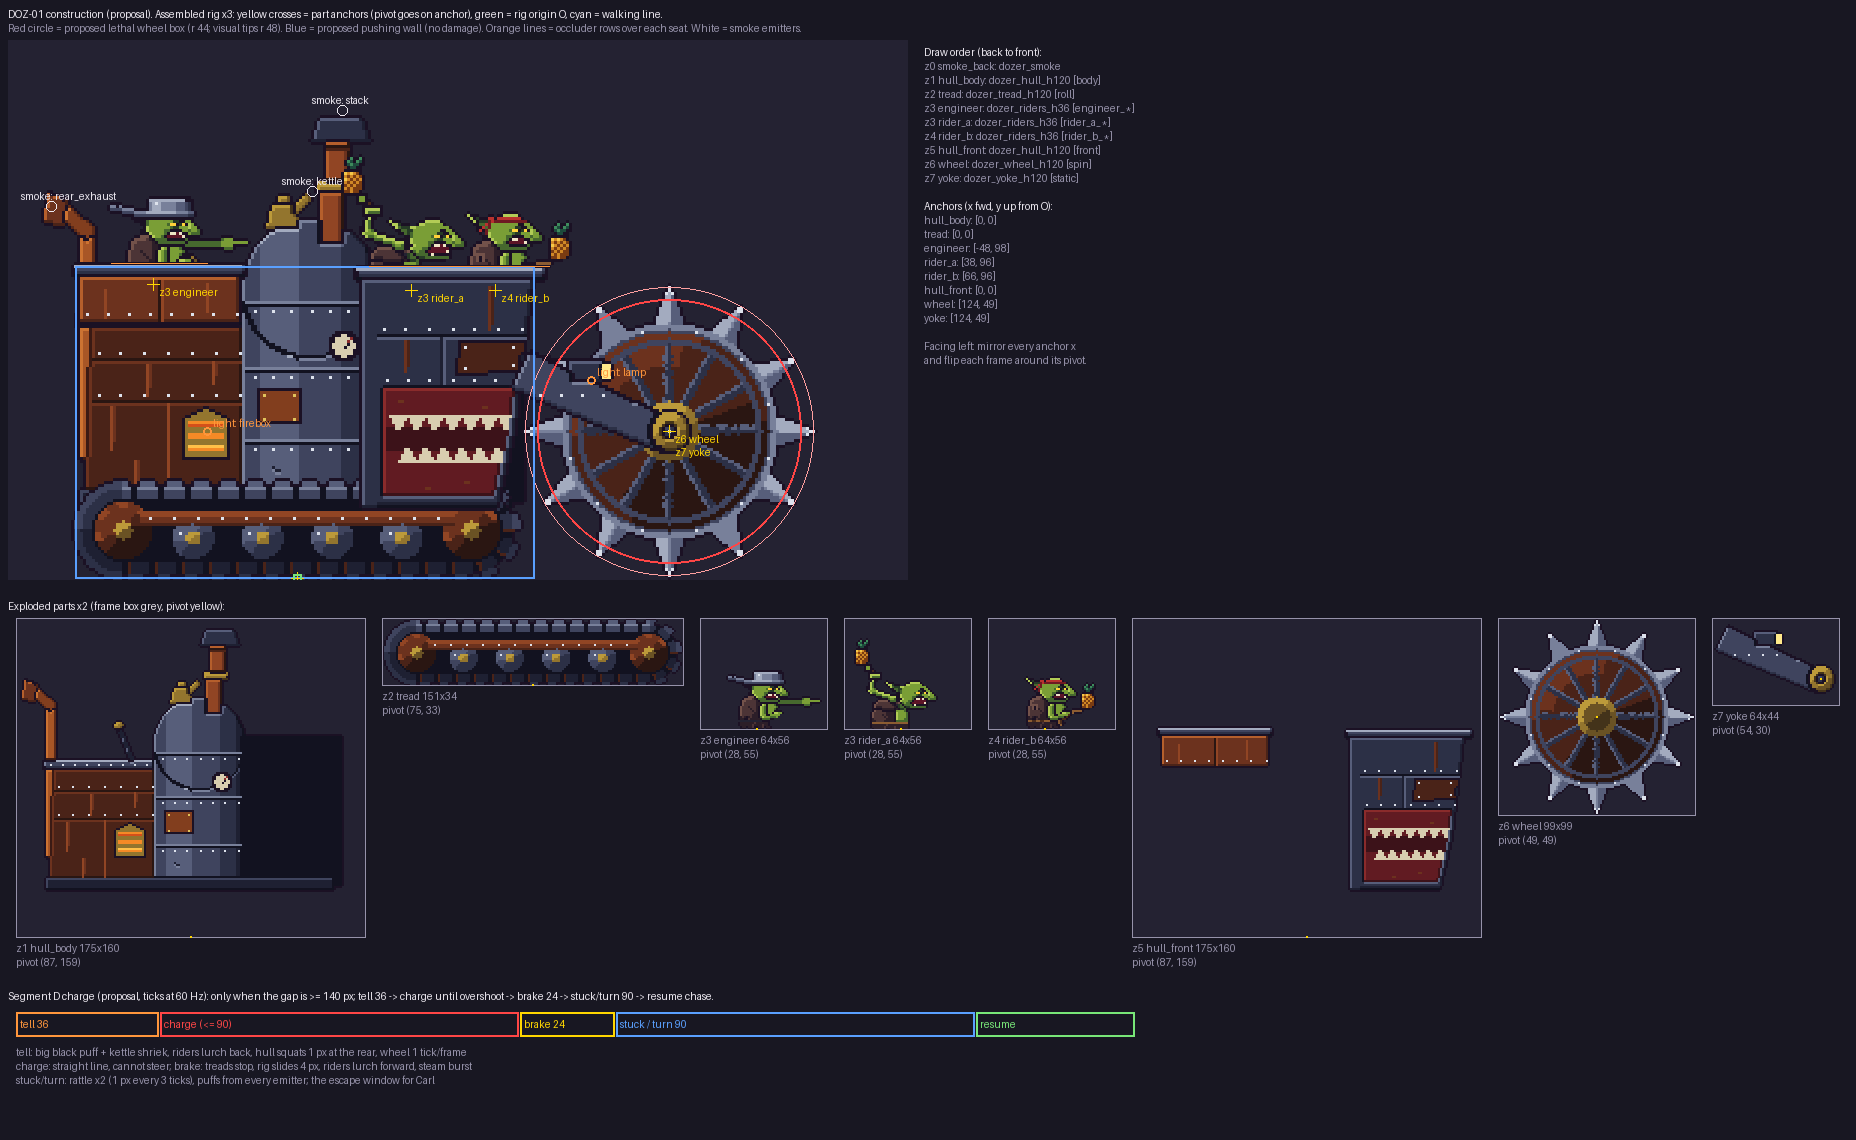 DOZ-01 construction (proposal). Assembled rig x3: yellow crosses = part anchors (pivot goes on anchor), green = rig origin O, cyan = walking line.
Red circle = proposed lethal wheel box (r 44; visual tips r 48). Blue = proposed pushing wall (no damage). Orange lines = occluder rows over each seat. White = smoke emitters.
smoke: stack
smoke: kettle
smoke: rear_exhaust
z3 engineer
z3 rider_a
z4 rider_b
light lamp
light firebox
z6 wheel
z7 yoke
Draw order (back to front):
z0 smoke_back: dozer_smoke
z1 hull_body: dozer_hull_h120 [body]
z2 tread: dozer_tread_h120 [roll]
z3 engineer: dozer_riders_h36 [engineer_*]
z3 rider_a: dozer_riders_h36 [rider_a_*]
z4 rider_b: dozer_riders_h36 [rider_b_*]
z5 hull_front: dozer_hull_h120 [front]
z6 wheel: dozer_wheel_h120 [spin]
z7 yoke: dozer_yoke_h120 [static]
Anchors (x fwd, y up from O):
hull_body: [0, 0]
tread: [0, 0]
engineer: [-48, 98]
rider_a: [38, 96]
rider_b: [66, 96]
hull_front: [0, 0]
wheel: [124, 49]
yoke: [124, 49]
Facing left: mirror every anchor x
and flip each frame around its pivot.
Exploded parts x2 (frame box grey, pivot yellow):
z1 hull_body 175x160
pivot (87, 159)
z2 tread 151x34
pivot (75, 33)
z3 engineer 64x56
pivot (28, 55)
z3 rider_a 64x56
pivot (28, 55)
z4 rider_b 64x56
pivot (28, 55)
z5 hull_front 175x160
pivot (87, 159)
z6 wheel 99x99
pivot (49, 49)
z7 yoke 64x44
pivot (54, 30)
Segment D charge (proposal, ticks at 60 Hz): only when the gap is >= 140 px; tell 36 -> charge until overshoot -> brake 24 -> stuck/turn 90 -> resume chase.
tell 36
charge (<= 90)
brake 24
stuck / turn 90
resume
tell: big black puff + kettle shriek, riders lurch back, hull squats 1 px at the rear, wheel 1 tick/frame
charge: straight line, cannot steer; brake: treads stop, rig slides 4 px, riders lurch forward, steam burst
stuck/turn: rattle x2 (1 px every 3 ticks), puffs from every emitter; the escape window for Carl